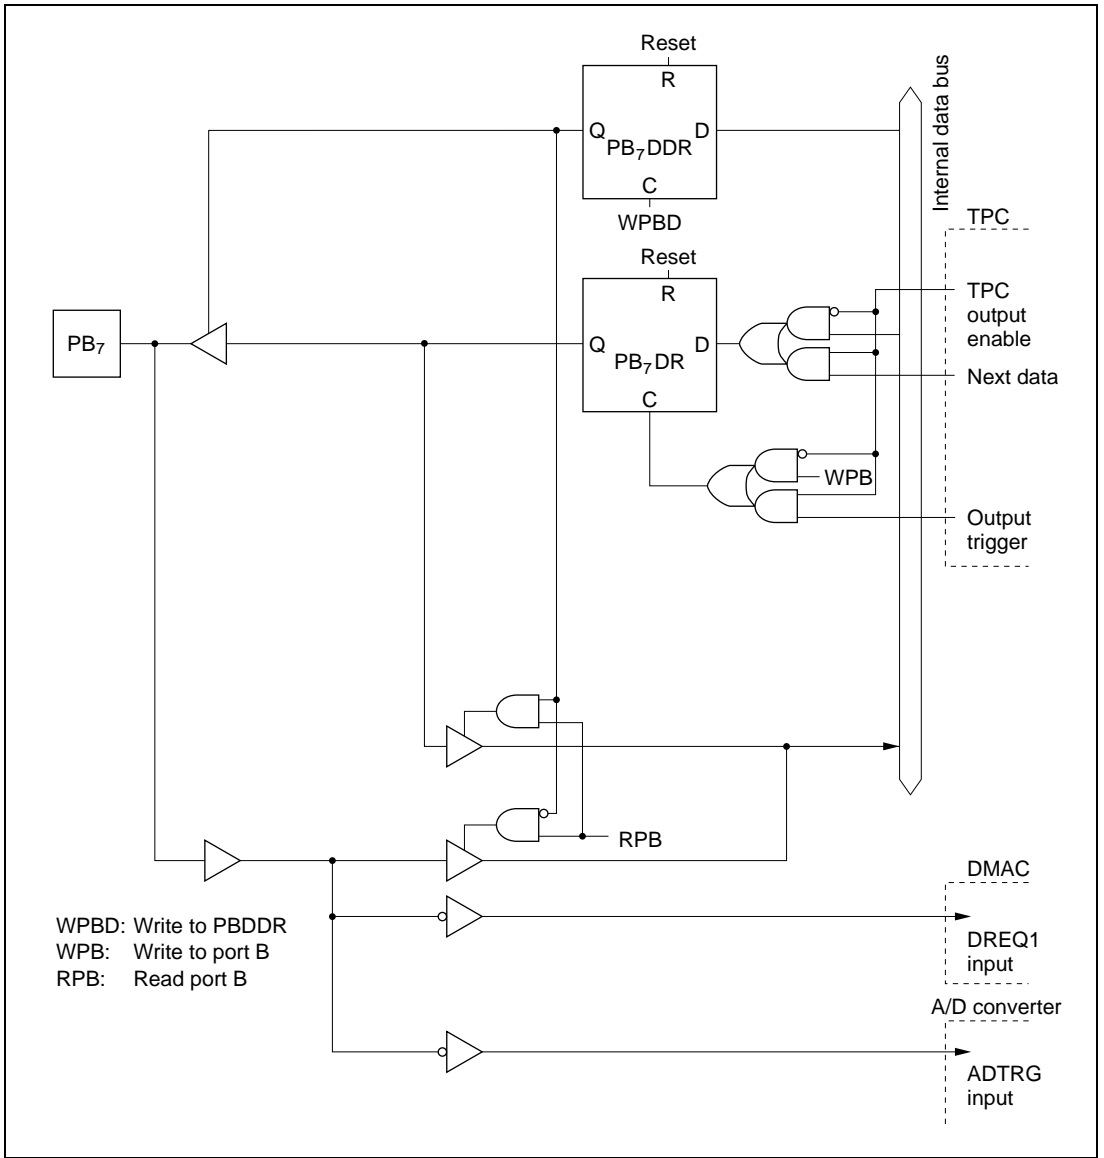 Reset
R
Q
D
PB7DDR
C
WPBD
Internal data bus
TPC
Reset
R
TPC
output
enable
PB7
Q
D
PB7DR
Next data
C
WPB
Output
trigger
RPB
DMAC
WPBD: Write to PBDDR
WPB: Write to port B
RPB: Read port B
DREQ1
input
A/D converter
ADTRG
input